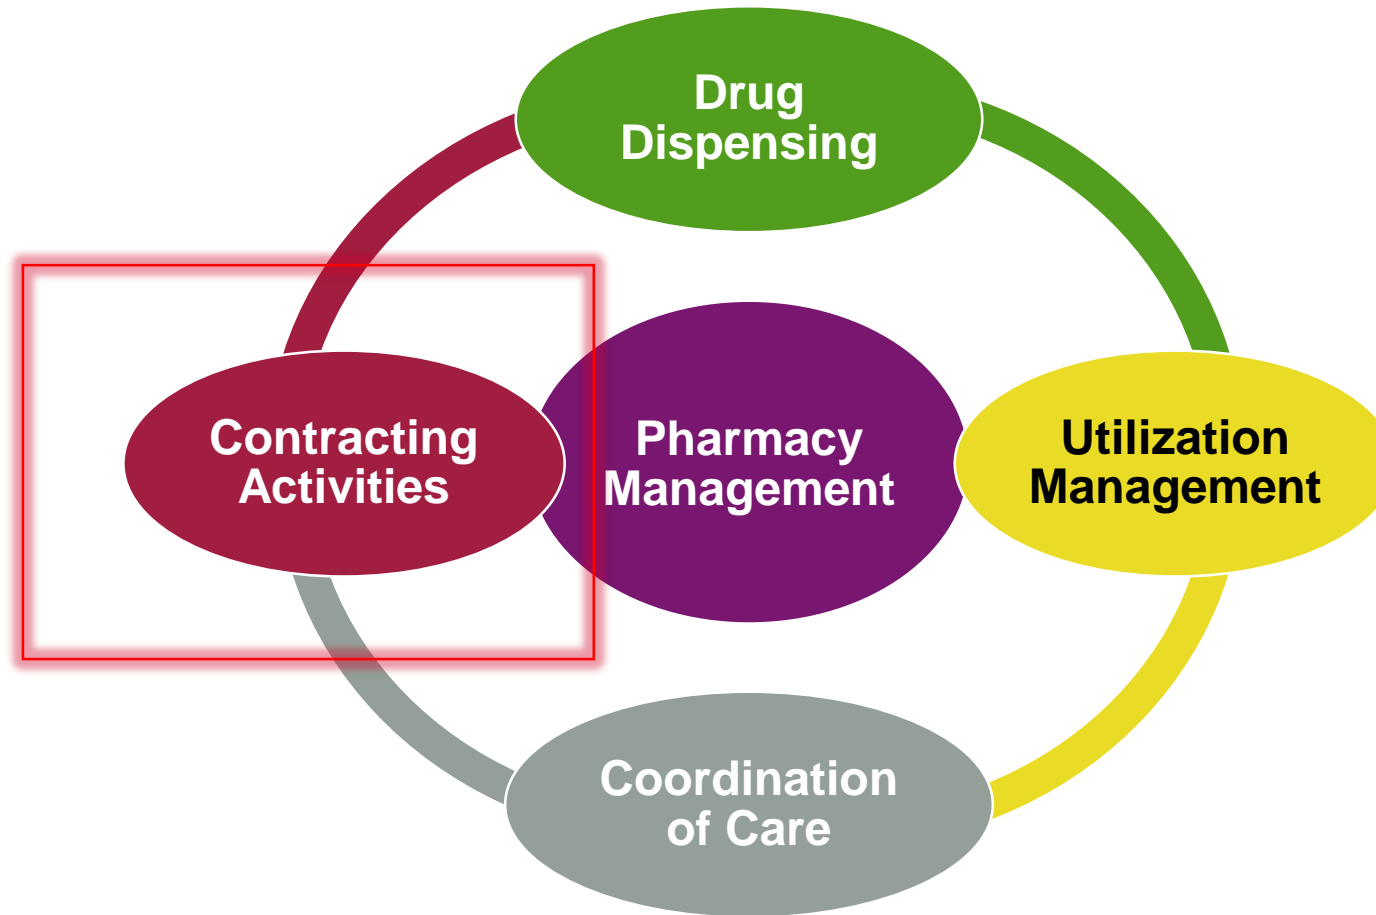 Drug
Dispensing
Contracting
Activities
Pharmacy
Management
Utilization
Management
Coordination
of Care